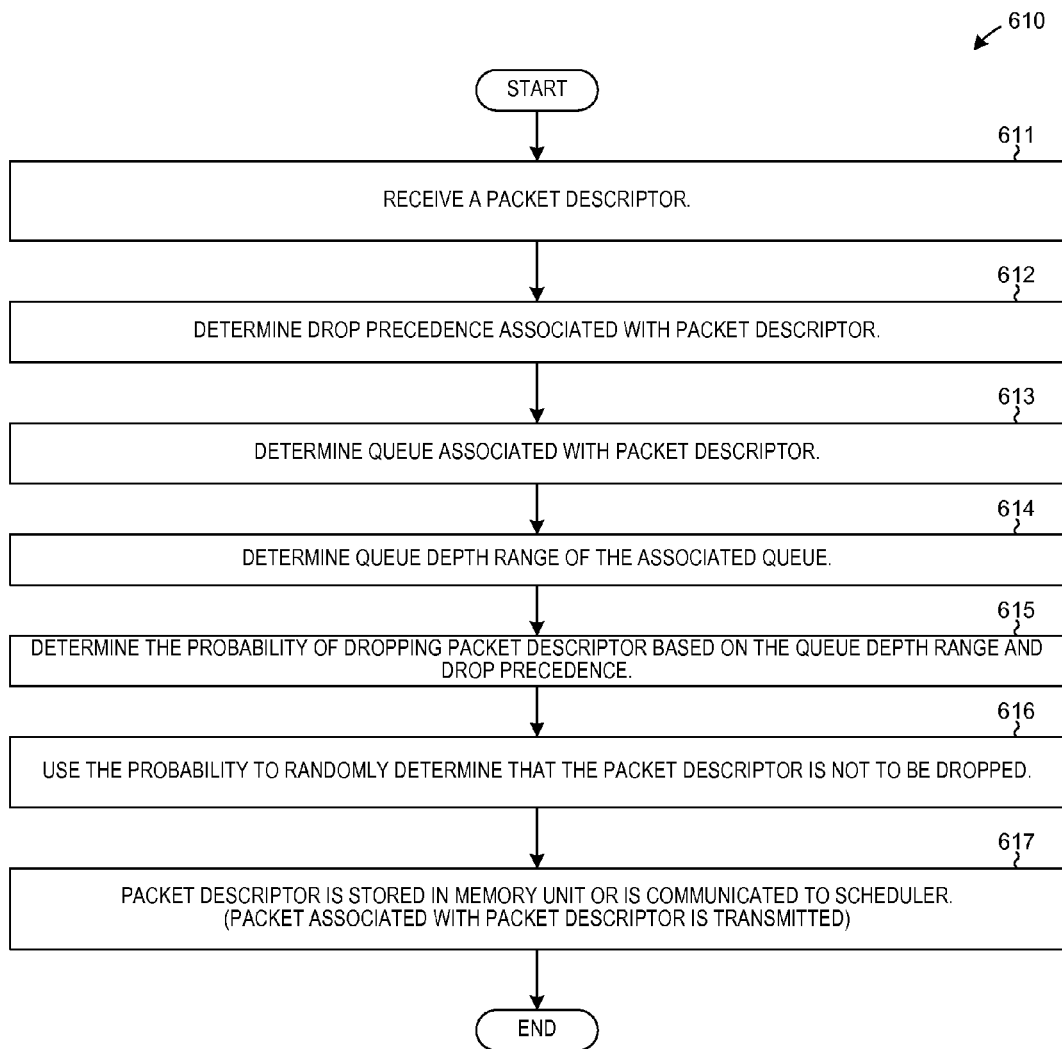 610
START
611
RECEIVE A PACKET DESCRIPTOR.
612
DETERMINE DROP PRECEDENCE ASSOCIATED WITH PACKET DESCRIPTOR.
613
DETERMINE QUEUE ASSOCIATED WITH PACKET DESCRIPTOR.
614
DETERMINE QUEUE DEPTH RANGE OF THE ASSOCIATED QUEUE.
615
DETERMINE THE PROBABILITY OF DROPPING PACKET DESCRIPTOR BASED ON THE QUEUE DEPTH RANGE AND
DROP PRECEDENCE.
616
USE THE PROBABILITY TO RANDOMLY DETERMINE THAT THE PACKET DESCRIPTOR IS NOT TO BE DROPPED.
617
PACKET DESCRIPTOR IS STORED IN MEMORY UNIT OR IS COMMUNICATED TO SCHEDULER.
(PACKET ASSOCIATED WITH PACKET DESCRIPTOR IS TRANSMITTED)
END